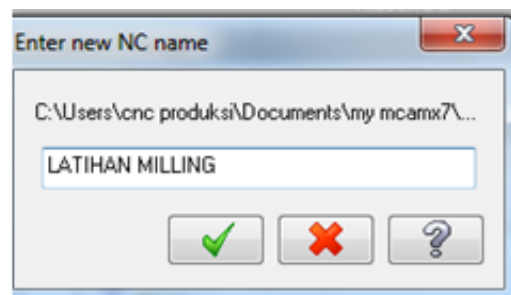 Enter new NC name
C:\Users\cnc produksi\Documents\my mcamx7\...
LATIHAN MILLING